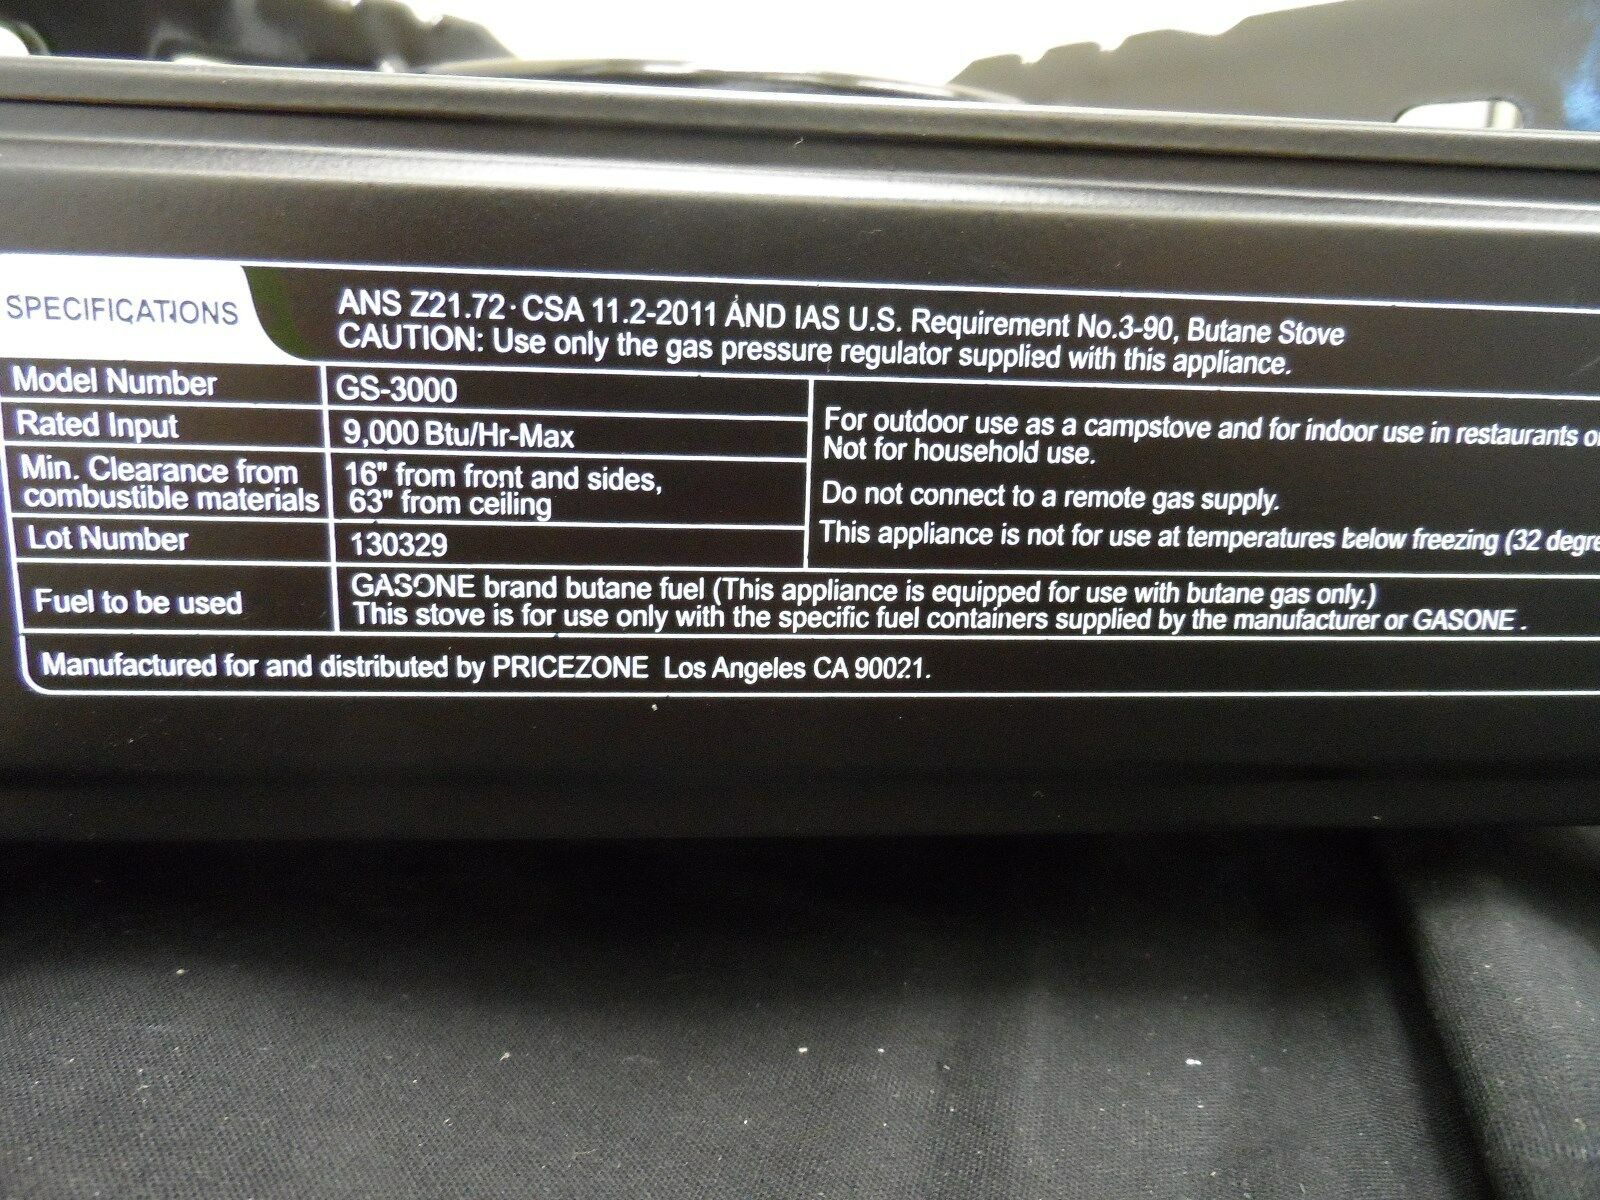 SPECIFICATIONS
ANS Z21.72· CSA 11.2-2011 AND IAS U.S. Requirement No.3-90, Butane Stove
CAUTION: Use only the gas pressure regulator supplied with this appliance.
Model Number GS-3000
Rated Input 9,000 Btu/Hr-Max
Min. Clearance from
combustible materials
16" from front and sides,
63" from ceiling
Lot Number 130329
For outdoor use as a campstove and for indoor use in restaurants
Not for household use.
Do not connect to a remote gas supply.
This appliance is not for use at temperatures below freezing (32
Fuel to be used
GASONE brand butane fuel (This appliance is equipped for use with butane gas only.)
This stove is for use only with the specific fuel containers supplied by the manufacturer or GASONE .
Manufactured for and distributed by PRICEZONE Los Angeles CA 90021.